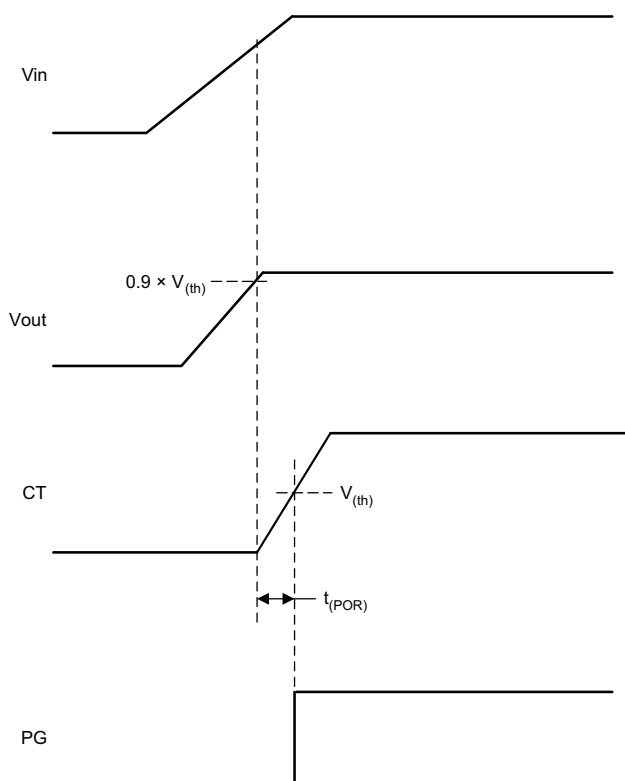 Vin
0.9 × V(th)
Vout
CT
V(th)
t(POR)
PG